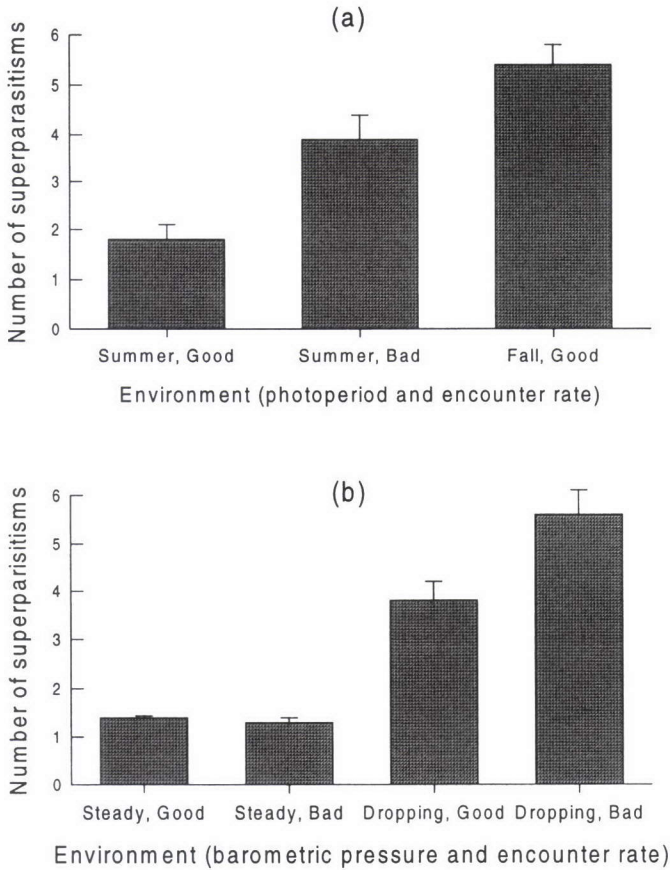 (a)
Number of superparasitisms
6
5
4
3
2
1
0
Summer, Good Summer, Bad Fall, Good
Environment (photoperiod and encounter rate)
(b)
Number of superparisitisms
6
5
4
3
2
1
0
Steady, Good Steady, Bad Dropping, Good Dropping, Bad
Environment (barometric pressure and encounter rate)